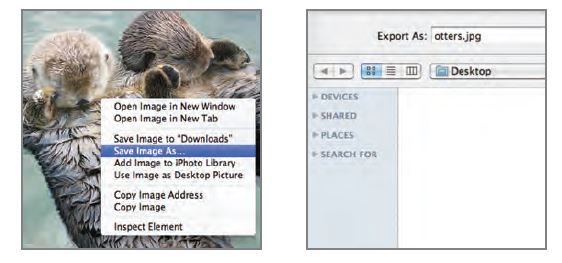 Open Image in New Window
Open Image in New Tab
Save Image to "Downloads"
Save Image As...
Add Image to iPhoto Library
Use Image as Desktop Picture
Copy Image Address
Copy Image
Inspect Element
Export As: otters.jpg
Desktop
DEVICES
SHARED
PLACES
SEARCH FOR